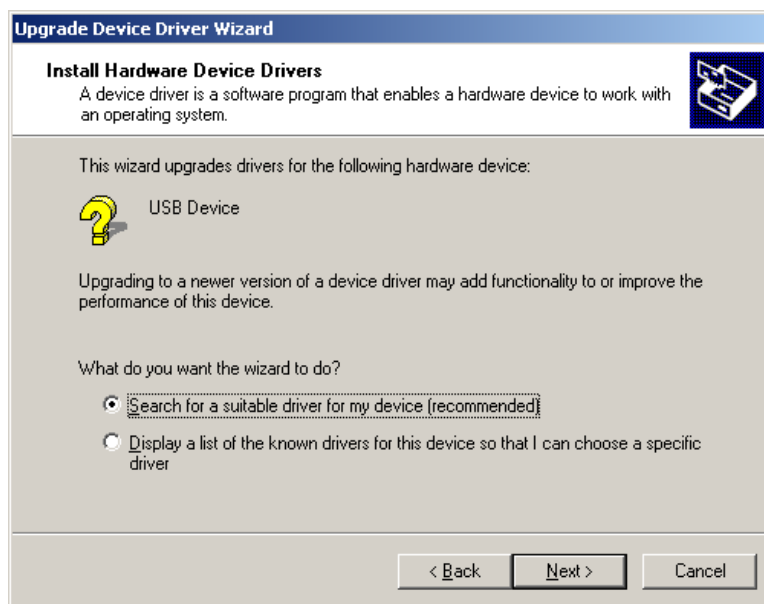 Upgrade Device Driver Wizard
Install Hardware Device Drivers
A device driver is a software program that enables a hardware device to work with
an operating system.
This wizard upgrades drivers for the following hardware device:
USB Device
Upgrading to a newer version of a device driver may add functionality to or improve the
performance of this device.
What do you want the wizard to do?
Search for a suitable driver for my device (recommended)
Display a list of the known drivers for this device so that I can choose a specific
driver
< Back Next > Cancel